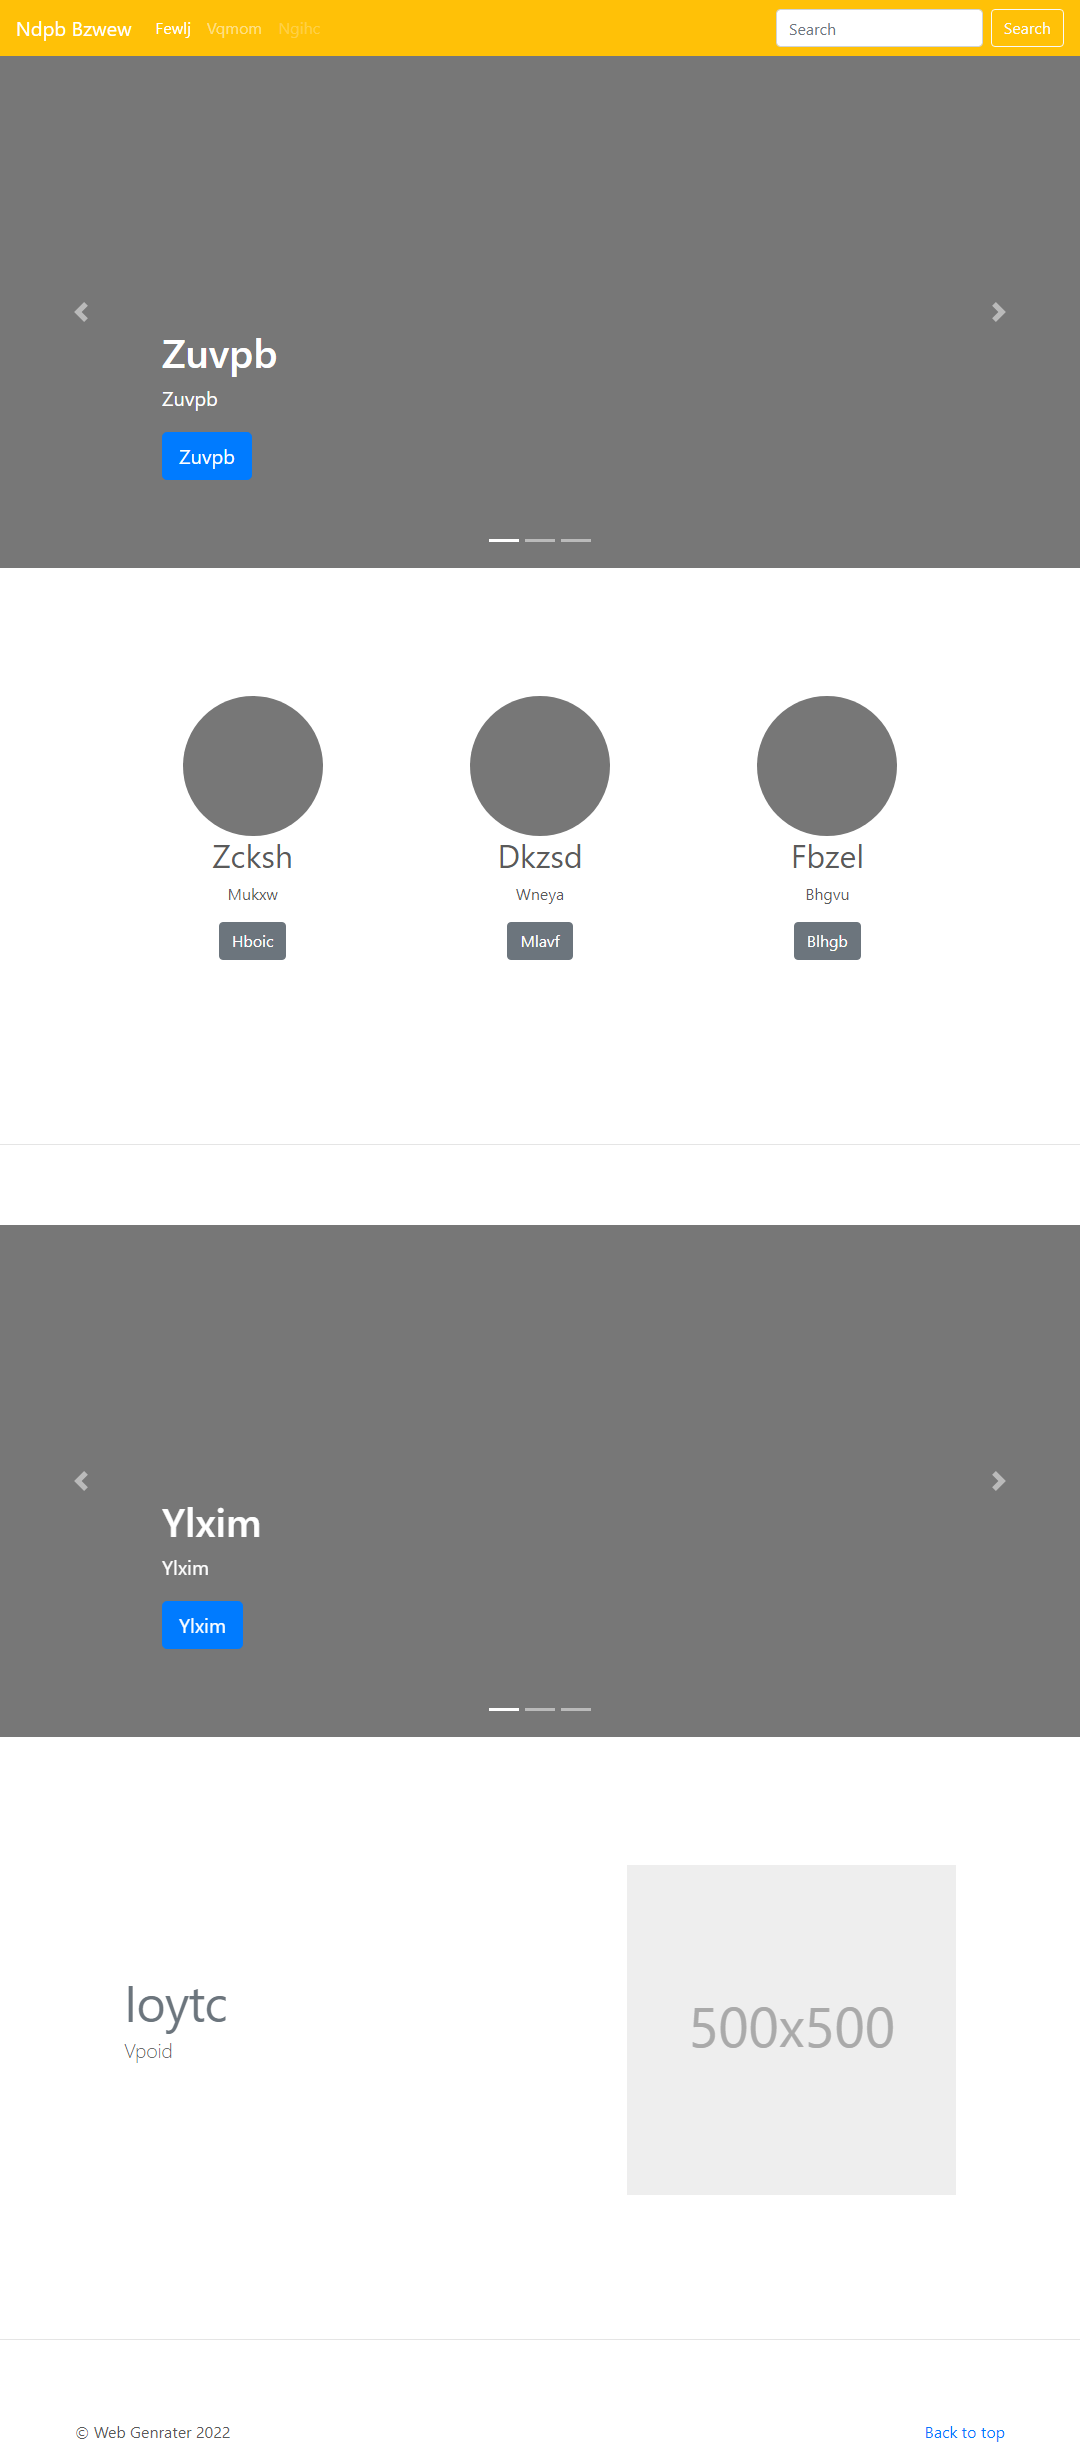 Ndpb Bzwew Fewlj Vqmom Ngihc Search Search
Zuvpb
Zuvpb
Zuvpb
Zcksh Dkzsd Fbzel
Mukxw Wneya Bhgvu
Hboic Mlavf Blhgb
Ylxim
Ylxim
Ylxim
loytc
Vpoid
500x500
© Web Genrater 2022 Back to top